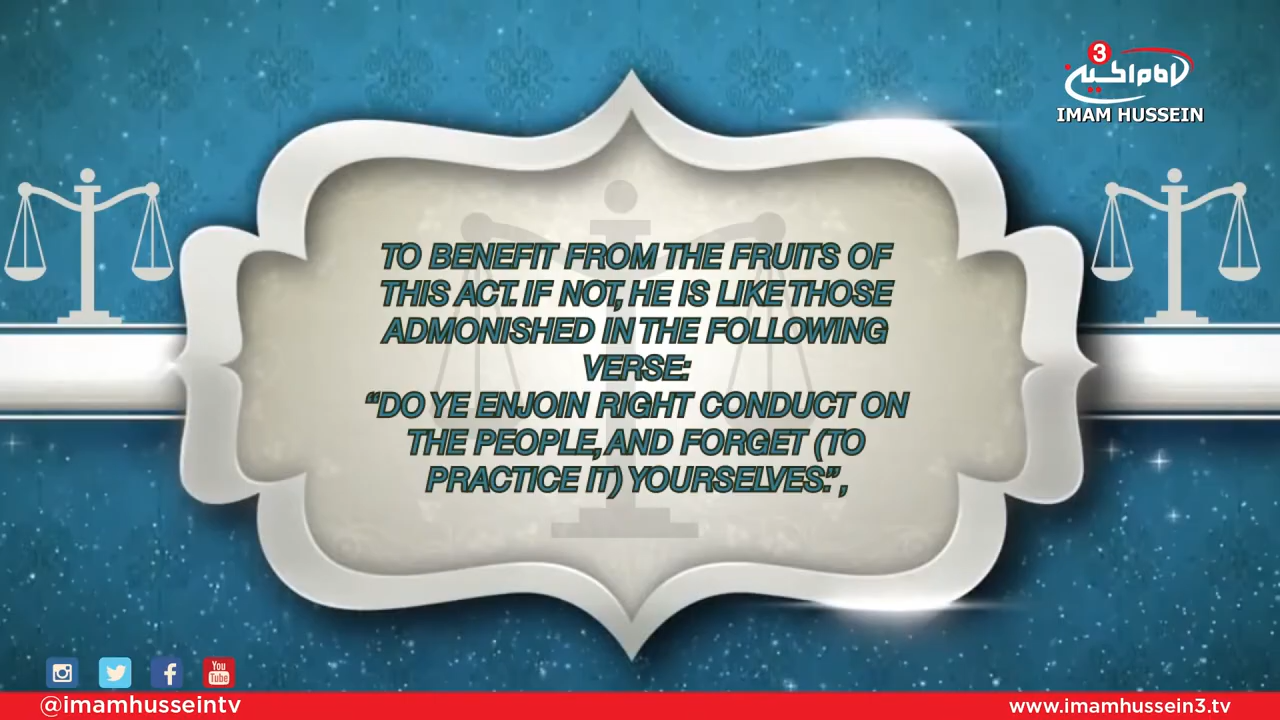 3
الامام الحسين
IMAM HUSSEIN
TO BENEFIT FROM THE FRUITS OF
THIS ACT. IF NOT, HE IS LIKE THOSE
ADMONISHED IN THE FOLLOWING
VERSE:
“DO YE ENJOIN RIGHT CONDUCT ON
THE PEOPLE, AND FORGET (TO
PRACTICE IT) YOURSELVES.”,
You
Tube
@imamhusseintv
www.imamhussein3.tv